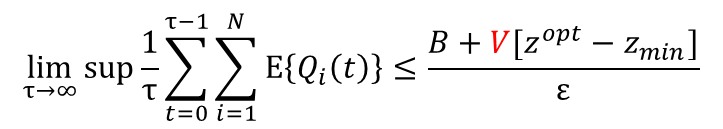 lim sup τ→∞ 1/τ ∑_{t=0}^{τ−1} ∑_{i=1}^{N} E{Q_i(t)} ≤ (B + V[z^{opt} − z_{min}])/ε